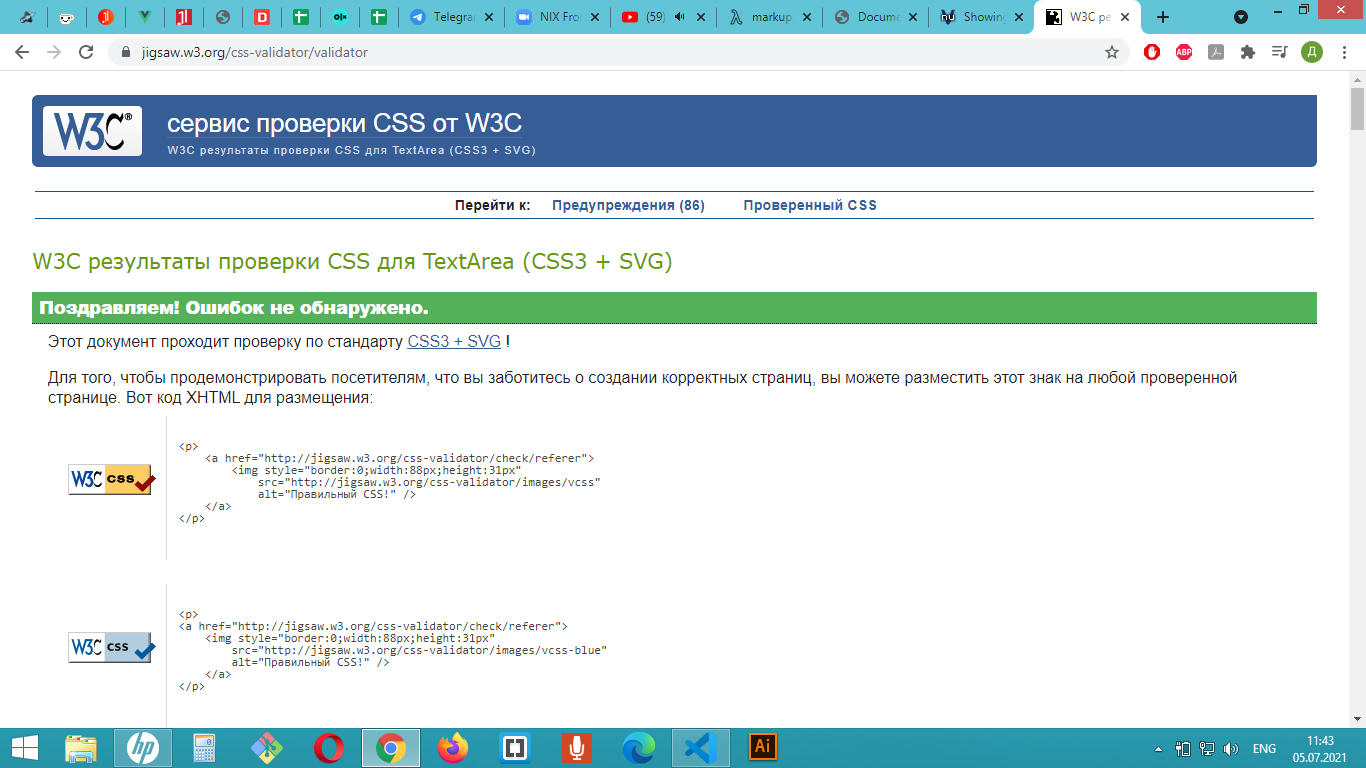 Telegra
NIX Fro
(59)
markup
Docume
Showing
W3C ре
jigsaw.w3.org/css-validator/validator
ABP
Д
W3C®
сервис проверки CSS от W3C
W3C результаты проверки CSS для TextArea (CSS3 + SVG)
Перейти к: Предупреждения (86) Проверенный CSS
W3C результаты проверки CSS для TextArea (CSS3 + SVG)
Поздравляем! Ошибок не обнаружено.
Этот документ проходит проверку по стандарту CSS3 + SVG !
Для того, чтобы продемонстрировать посетителям, что вы заботитесь о создании корректных страниц, вы можете разместить этот знак на любой проверенной
странице. Вот код XHTML для размещения:
W3C css
<p>
<a href="http://jigsaw.w3.org/css-validator/check/referer">
<img style="border:0;width:88px;height:31px"
src="http://jigsaw.w3.org/css-validator/images/vcss"
alt="Правильный CSS!" />
</a>
</p>
W3C css
<p>
<a href="http://jigsaw.w3.org/css-validator/check/referer">
<img style="border:0;width:88px;height:31px"
src="http://jigsaw.w3.org/css-validator/images/vcss-blue"
alt="Правильный CSS!" />
</a>
</p>
hp
Ai
ENG
11:43
05.07.2021